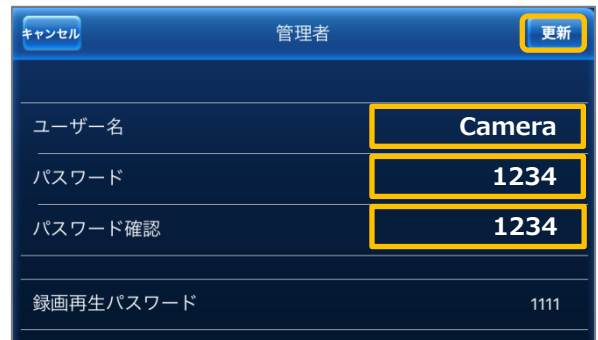 キャンセル 管理者 更新
ユーザー名 Camera
パスワード 1234
パスワード確認 1234
録画再生パスワード 1111